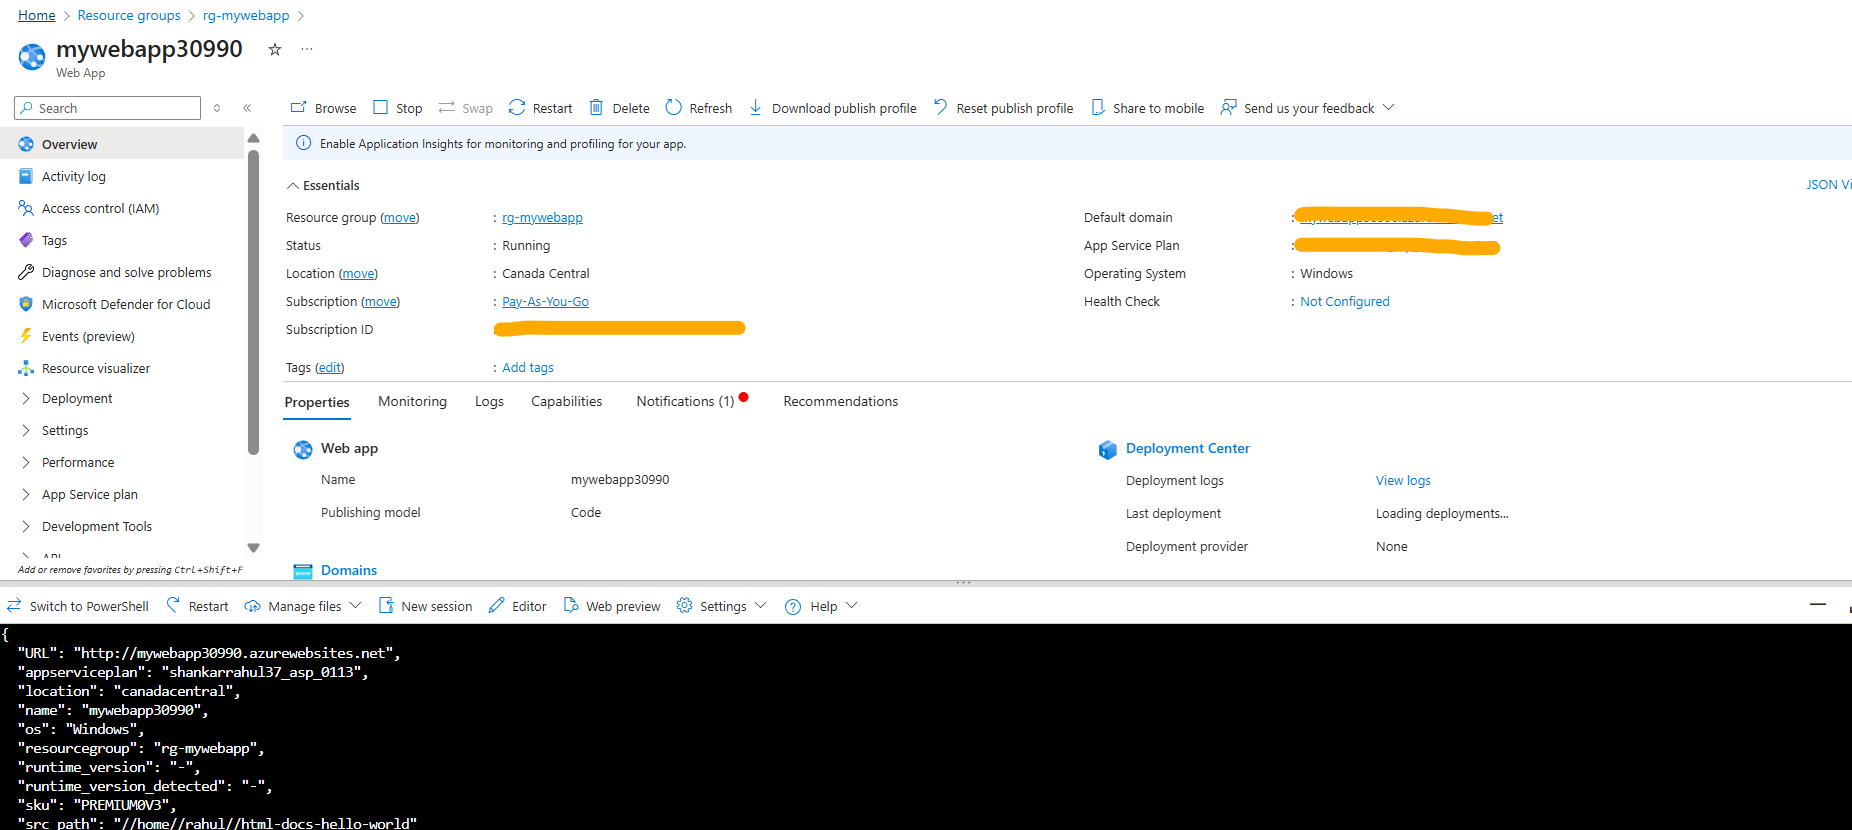 Home > Resource groups > rg-mywebapp >
mywebapp30990 ...
Web App
Search
Browse Stop Swap Restart Delete Refresh Download publish profile Reset publish profile Share to mobile Send us your feedback
Overview
Activity log
Access control (IAM)
Tags
Diagnose and solve problems
Microsoft Defender for Cloud
Events (preview)
Resource visualizer
Deployment
Settings
Performance
App Service plan
Development Tools
API
Add or remove favorites by pressing Ctrl+Shift+F
Enable Application Insights for monitoring and profiling for your app.
Essentials
JSON Vi
Resource group (move) : rg-mywebapp
Status : Running
Location (move) : Canada Central
Subscription (move) : Pay-As-You-Go
Subscription ID
Tags (edit) : Add tags
Default domain : et
App Service Plan :
Operating System : Windows
Health Check : Not Configured
Properties Monitoring Logs Capabilities Notifications (1) Recommendations
Web app
Name mywebapp30990
Publishing model Code
Domains
Deployment Center
Deployment logs View logs
Last deployment Loading deployments...
Deployment provider None
Switch to PowerShell Restart Manage files New session Editor Web preview Settings Help
{
"URL": "http://mywebapp30990.azurewebsites.net",
"appserviceplan": "shankarrahul37_asp_0113",
"location": "canadacentral",
"name": "mywebapp30990",
"os": "Windows",
"resourcegroup": "rg-mywebapp",
"runtime_version": "-",
"runtime_version_detected": "-",
"sku": "PREMIUM0V3",
"src_path": "//home//rahul//html-docs-hello-world"